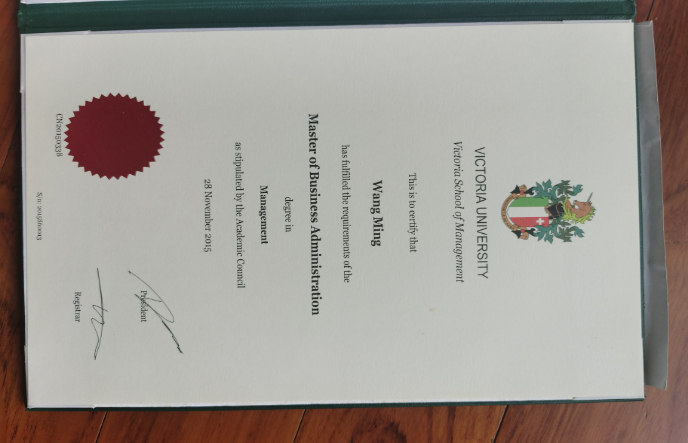 VICTORIA UNIVERSITY
Victoria School of Management
This is to certify that
Wang Ming
has fulfilled the requirements of the
Master of Business Administration
degree in
Management
as stipulated by the Academic Council
28 November 2015
President
Registrar
CN20150338